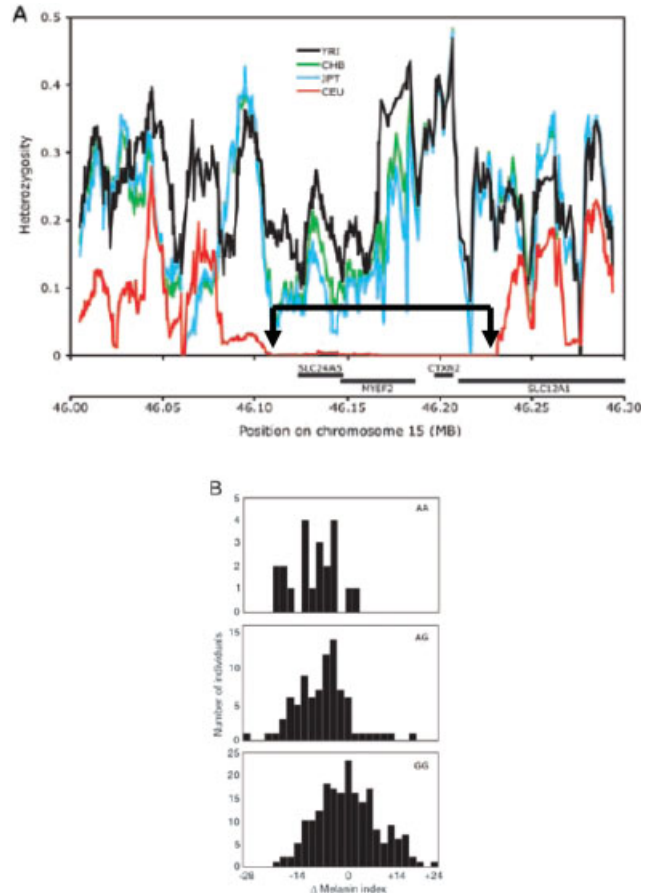 A
0.5
0.4
0.3
0.2
0.1
0
Heterozygosity
YRI
CHB
JPT
CEU
SLC24A5
MYEF2
CTXN2
SLC12A1
46.00 46.05 46.10 46.15 46.20 46.25 46.30
Position on chromosome 15 (MB)
B
Number of individuals
5
4
3
2
1
0
AA
15
10
5
0
AG
25
20
15
10
5
0
GG
-14 0 +14 +24
Δ Melanin index